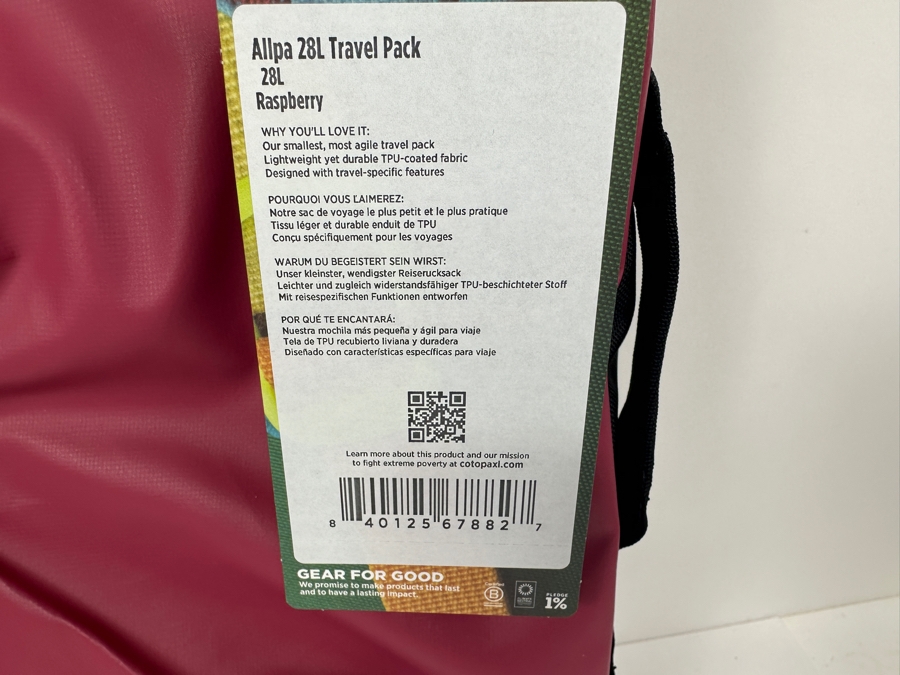 Allpa 28L Travel Pack
28L
Raspberry
WHY YOU'LL LOVE IT:
Our smallest, most agile travel pack
Lightweight yet durable TPU-coated fabric
Designed with travel-specific features
POURQUOI VOUS L'AIMEREZ:
Notre sac de voyage le plus petit et le plus pratique
Tissu léger et durable enduit de TPU
Conçu spécifiquement pour les voyages
WARUM DU BEGEISTERT SEIN WIRST:
Unser kleinster, wendigster Reiserucksack
Leichter und zugleich widerstandsfähiger TPU-beschichteter Stoff
Mit reisespezifischen Funktionen entworfen
POR QUÉ TE ENCANTARÁ:
Nuestra mochila más pequeña y ágil para viaje
Tela de TPU recubierto liviana y duradera
Diseñado con características específicas para viaje
Learn more about this product and our mission
to fight extreme poverty at cotopaxi.com
8 40125 67882 7
GEAR FOR GOOD
We promise to make products that last
and to have a lasting impact.
B
PLEDGE
1%